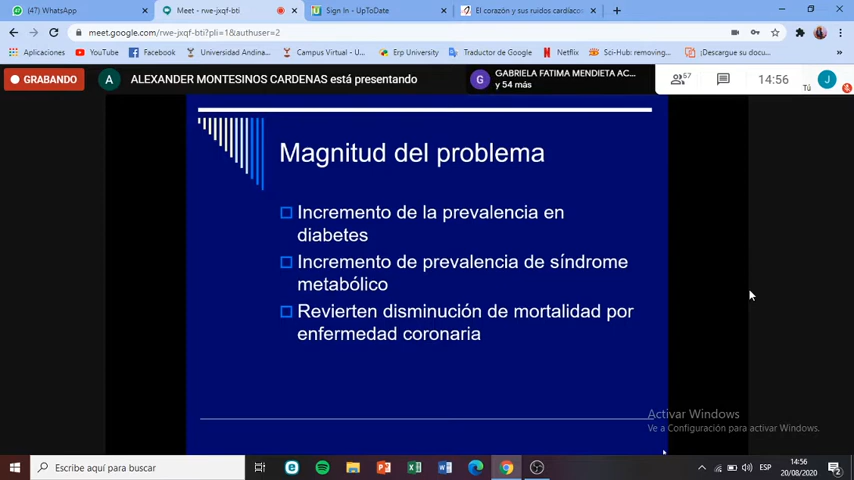 (47) WhatsApp
Meet - rwe-jxqf-bti
Sign In - UpToDate
El corazón y sus ruidos cardíacos
meet.google.com/rwe-jxqf-bti?pli=1&authuser=2
Aplicaciones
YouTube
Facebook
Universidad Andina...
Campus Virtual - Un...
Erp University
Traductor de Google
Netflix
Sci-Hub: removing...
¡Descargue su docu...
GRABANDO
A
ALEXANDER MONTESINOS CARDENAS está presentando
G
GABRIELA FATIMA MENDIETA AC...
y 54 más
57
14:56
Tú
J
Magnitud del problema
Incremento de la prevalencia en
diabetes
Incremento de prevalencia de síndrome
metabólico
Revierten disminución de mortalidad por
enfermedad coronaria
Activar Windows
Ve a Configuración para activar Windows.
Escribe aquí para buscar
ESP
14:56
20/08/2020
2